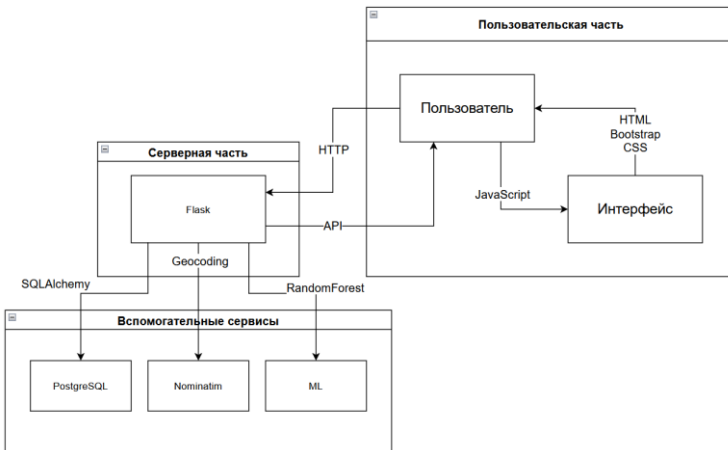 Пользовательская часть
Пользователь
HTML
Bootstrap
CSS
HTTP
Серверная часть
JavaScript
Интерфейс
Flask
API
Geocoding
SQLAlchemy
RandomForest
Вспомогательные сервисы
PostgreSQL
Nominatim
ML